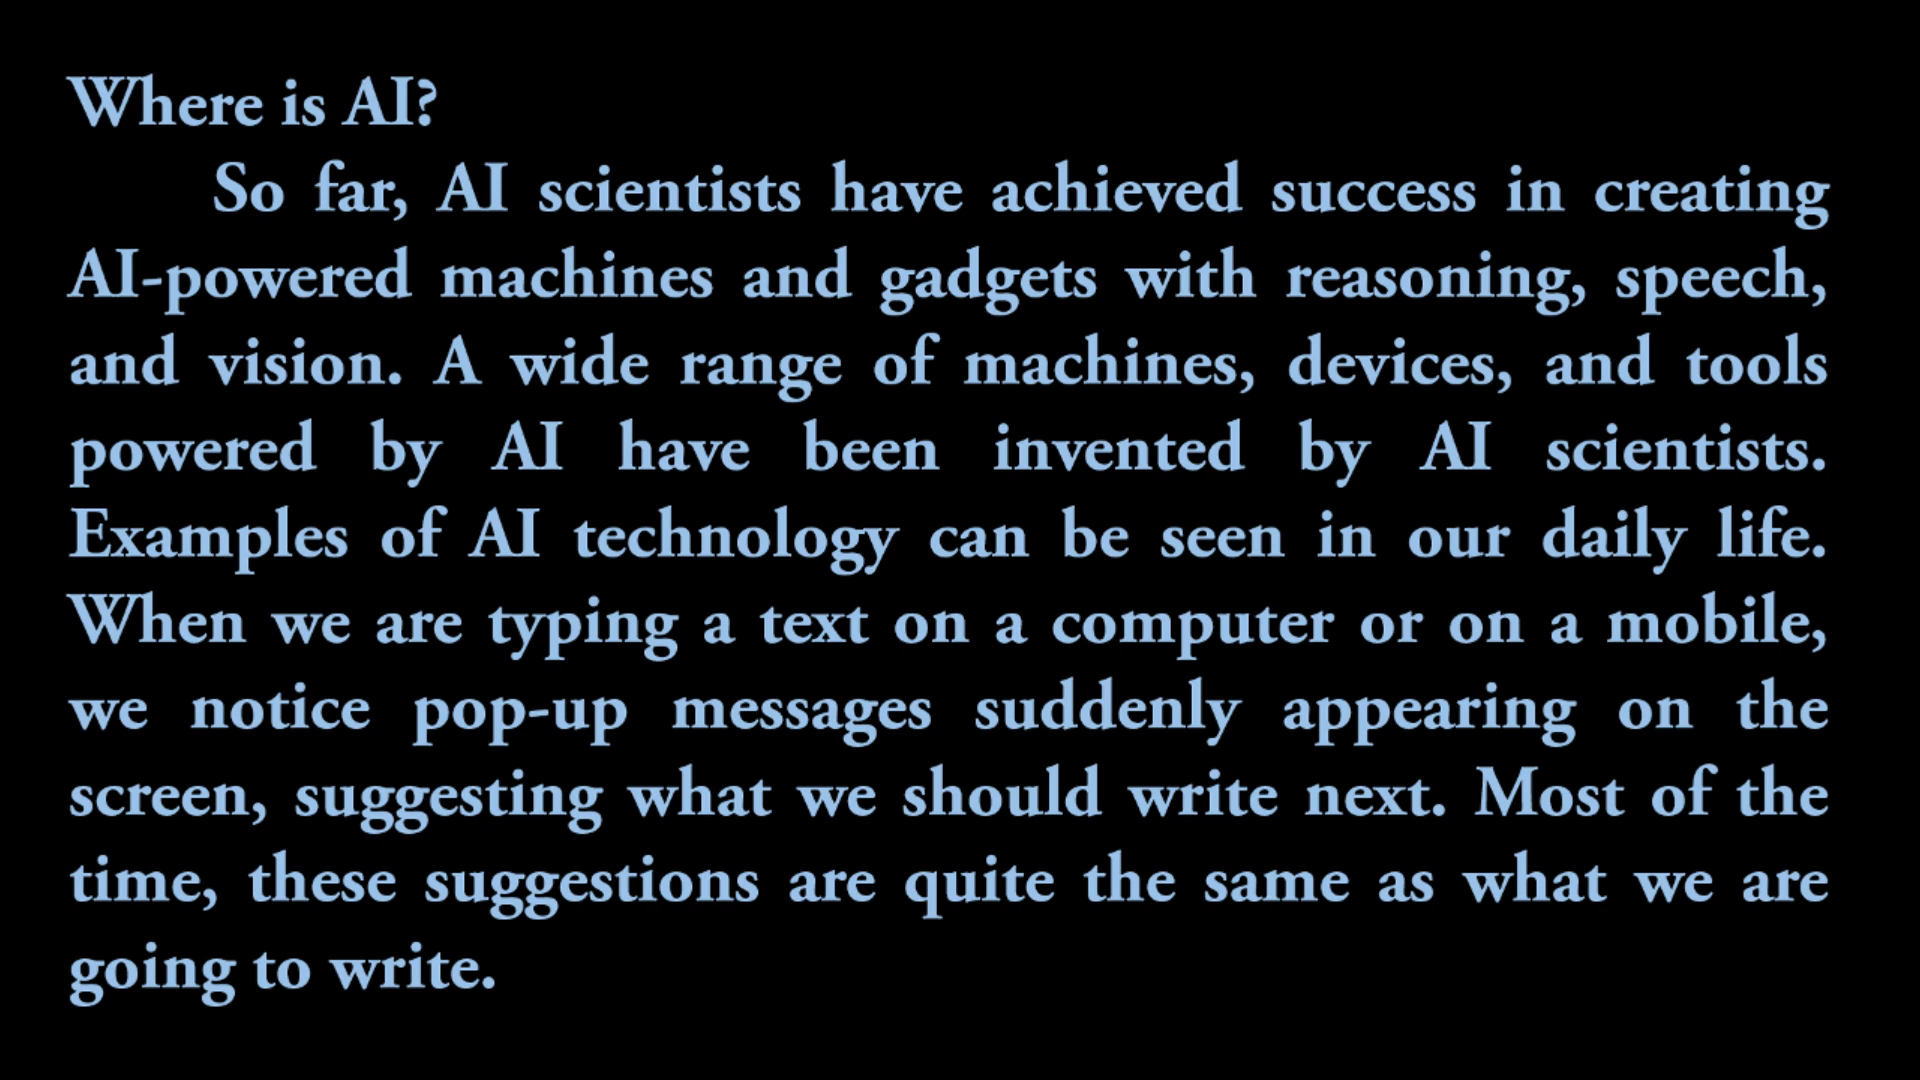 Where is AI?
So far, AI scientists have achieved success in creating
AI-powered machines and gadgets with reasoning, speech,
and vision. A wide range of machines, devices, and tools
powered by AI have been invented by AI scientists.
Examples of AI technology can be seen in our daily life.
When we are typing a text on a computer or on a mobile,
we notice pop-up messages suddenly appearing on the
screen, suggesting what we should write next. Most of the
time, these suggestions are quite the same as what we are
going to write.